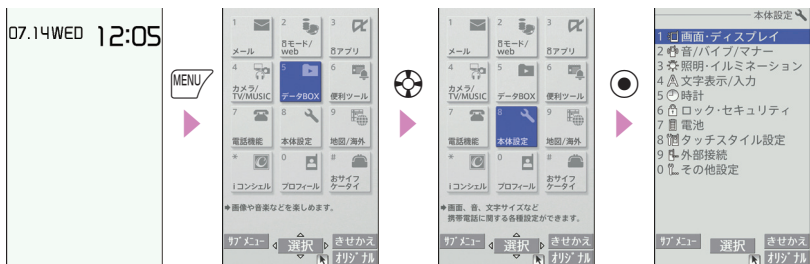 07.14WED 12:05
MENU
1 2 3
メール iモード/web iアプリ
4 5 6
カメラ/TV/MUSIC データBOX 便利ツール
7 8 9
電話機能 本体設定 地図/海外
* 0 #
iコンシェル プロフィール おサイフケータイ
画像や音楽などを楽しめます。
サブメニュー 選択 きせかえ
オリジナル
1 2 3
メール iモード/web iアプリ
4 5 6
カメラ/TV/MUSIC データBOX 便利ツール
7 8 9
電話機能 本体設定 地図/海外
* 0 #
iコンシェル プロフィール おサイフケータイ
画面、音、文字サイズなど
携帯電話に関する各種設定ができます。
サブメニュー 選択 きせかえ
オリジナル
本体設定
1 画面・ディスプレイ
2 音/バイブ/マナー
3 照明・イルミネーション
4 文字表示/入力
5 時計
6 ロック・セキュリティ
7 電池
8 タッチスタイル設定
9 外部接続
0 その他設定
サブメニュー 選択 きせかえ
オリジナル